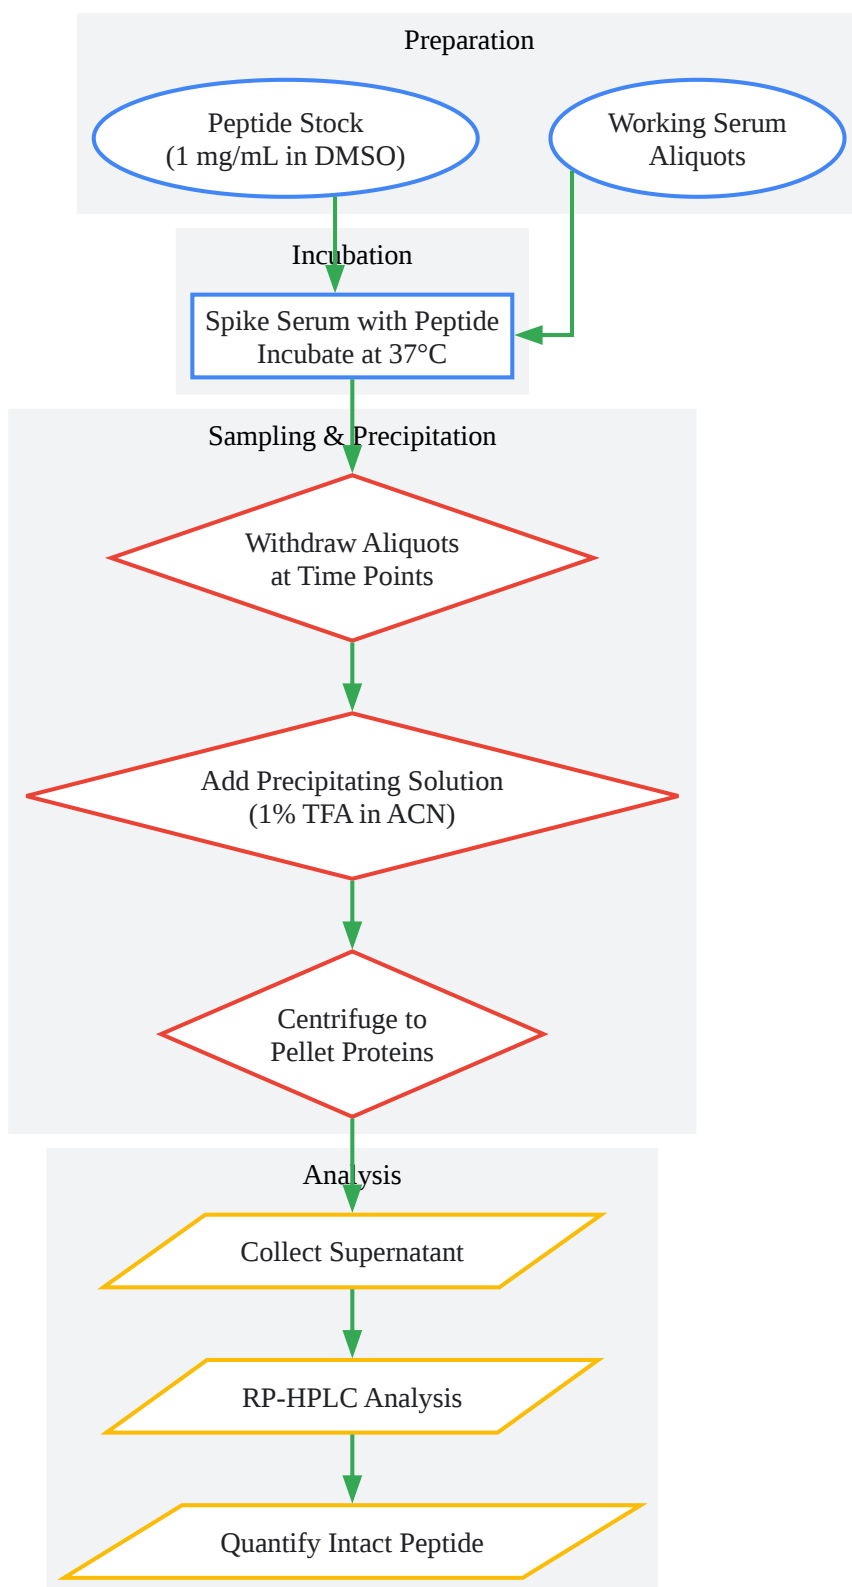 Preparation
Peptide Stock
(1 mg/mL in DMSO)
Working Serum
Aliquots
Incubation
Spike Serum with Peptide
Incubate at 37°C
Sampling & Precipitation
Withdraw Aliquots
at Time Points
Add Precipitating Solution
(1% TFA in ACN)
Centrifuge to
Pellet Proteins
Analysis
Collect Supernatant
RP-HPLC Analysis
Quantify Intact Peptide